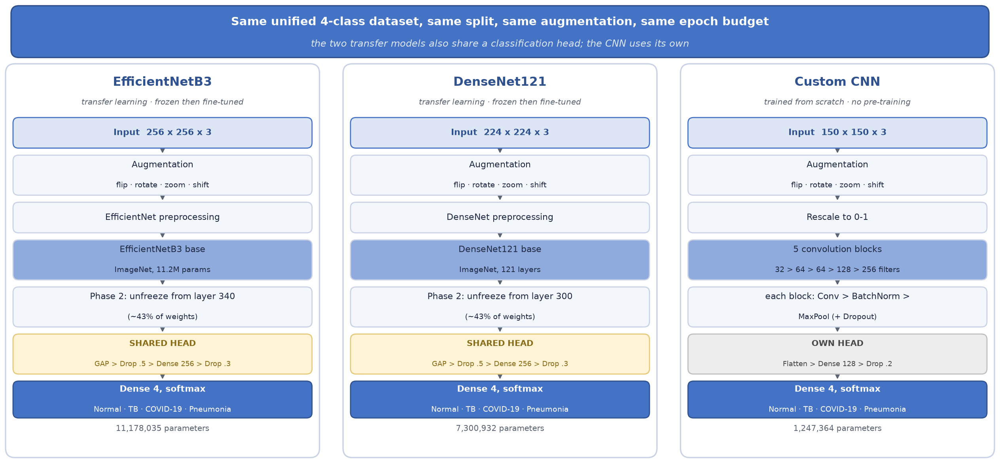 Same unified 4-class dataset, same split, same augmentation, same epoch budget
the two transfer models also share a classification head; the CNN uses its own
EfficientNetB3
transfer learning · frozen then fine-tuned
Input 256 x 256 x 3
Augmentation
flip · rotate · zoom · shift
EfficientNet preprocessing
EfficientNetB3 base
ImageNet, 11.2M params
Phase 2: unfreeze from layer 340
(~43% of weights)
SHARED HEAD
GAP > Drop .5 > Dense 256 > Drop .3
Dense 4, softmax
Normal · TB · COVID-19 · Pneumonia
11,178,035 parameters
DenseNet121
transfer learning · frozen then fine-tuned
Input 224 x 224 x 3
Augmentation
flip · rotate · zoom · shift
DenseNet preprocessing
DenseNet121 base
ImageNet, 121 layers
Phase 2: unfreeze from layer 300
(~43% of weights)
SHARED HEAD
GAP > Drop .5 > Dense 256 > Drop .3
Dense 4, softmax
Normal · TB · COVID-19 · Pneumonia
7,300,932 parameters
Custom CNN
trained from scratch · no pre-training
Input 150 x 150 x 3
Augmentation
flip · rotate · zoom · shift
Rescale to 0-1
5 convolution blocks
32 > 64 > 64 > 128 > 256 filters
each block: Conv > BatchNorm >
MaxPool (+ Dropout)
OWN HEAD
Flatten > Dense 128 > Drop .2
Dense 4, softmax
Normal · TB · COVID-19 · Pneumonia
1,247,364 parameters